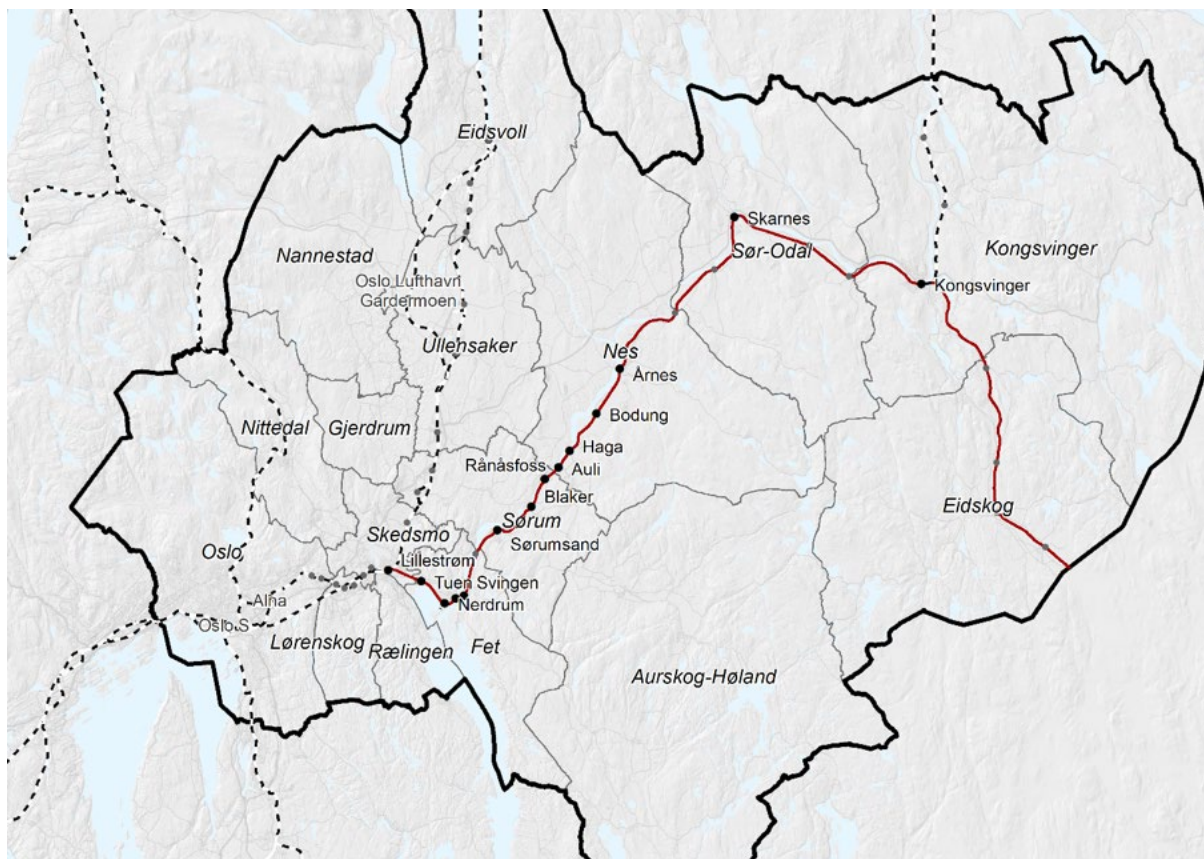 Eidsvoll
Skarnes
Sør-Odal
Kongsvinger
Nannestad
Oslo Lufthavn
Gardermoen
Kongsvinger
Ullensaker
Nes
Årnes
Bodung
Nittedal
Gjerdrum
Haga
Rånåsfoss
Auli
Blaker
Eidskog
Sørum
Skedsmo
Sørumsand
Oslo
Lillestrøm
Tuen Svingen
Alna
Nerdrum
Oslo S
Lørenskog
Rælingen
Fet
Aurskog-Høland